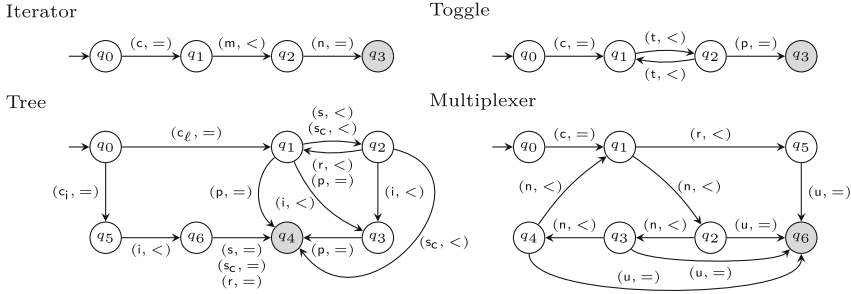 Iterator
q0 (c, =) q1 (m, <) q2 (n, =) q3
Toggle
q0 (c, =) q1 (t, <) (t, <) q2 (p, =) q3
Tree
q0 (cℓ, =) q1 (s, <) q2
(sc, <)
(r, <)
(p, =)
(ci, =) (p, =) (i, <) (i, <)
q5 (i, <) q6 (s, =) q4 (p, =) q3 (sc, <)
(sc, =)
(r, =)
Multiplexer
q0 (c, =) q1 (r, <) q5
(n, <) (n, <) (u, =)
q4 (n, <) q3 (n, <) q2 (u, =) q6
(u, =) (u, =)